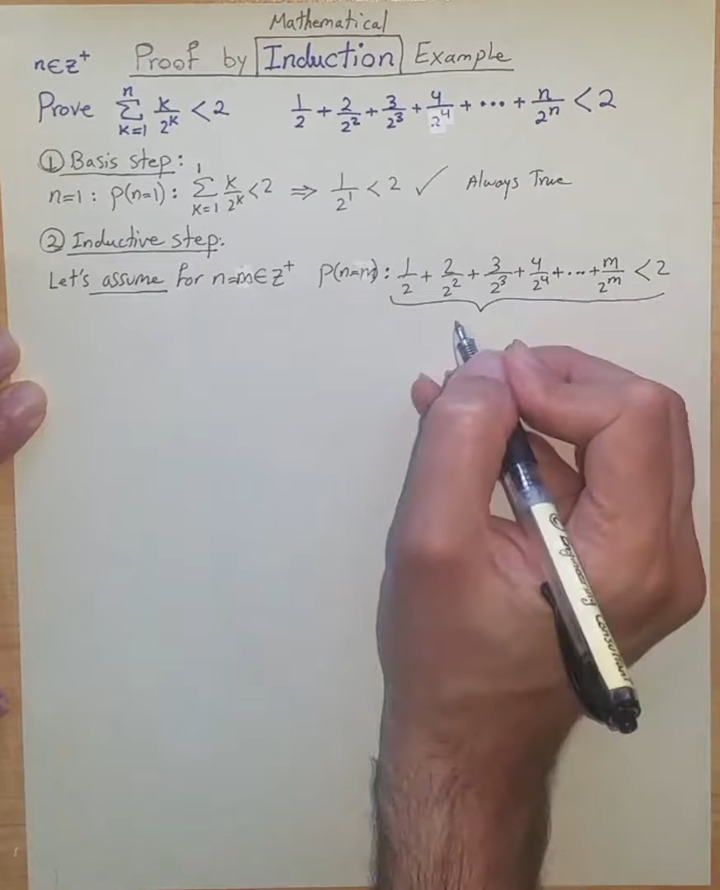 Mathematical
n∈Z⁺ Proof by Induction Example
Prove ∑_{k=1}^{n} k/2^k < 2 1/2 + 2/2² + 3/2³ + 4/2⁴ + ... + n/2ⁿ < 2
① Basis step:
n=1: P(n=1): ∑_{k=1}^{1} k/2^k < 2 ⇒ 1/2¹ < 2 ✓ Always True
② Inductive step:
Let's assume for n=m∈Z⁺ P(n=m): 1/2 + 2/2² + 3/2³ + 4/2⁴ + ... + m/2^m < 2
Engineering Consultant